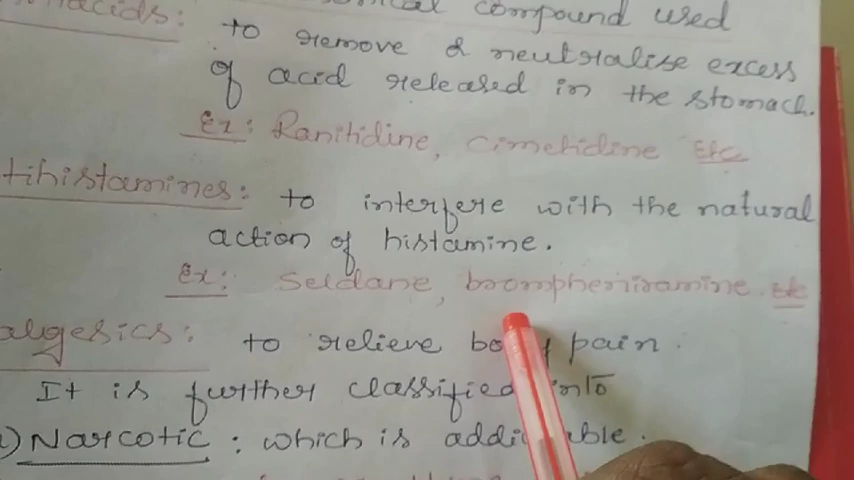 compound used
to remove & neutralise excess
of acid released in the stomach.
Ex: Ranitidine, cimetidine Etc
tihistamines: to interfere with the natural
action of histamine.
Ex: Seldane, brompheniramine. etc
algesics: to relieve pain.
It is further classified into
Narcotic: which is